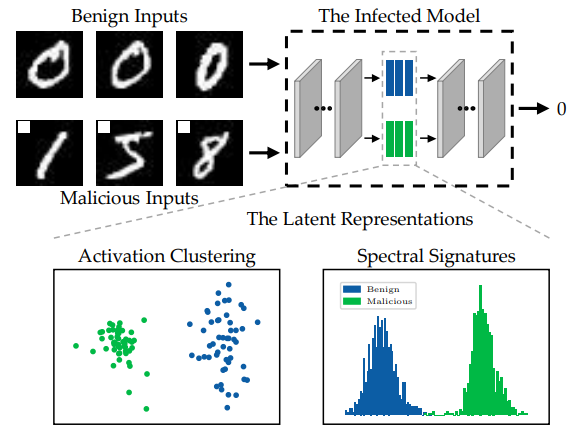 Benign Inputs
The Infected Model
0
Malicious Inputs
The Latent Representations
Activation Clustering
Spectral Signatures
Benign
Malicious